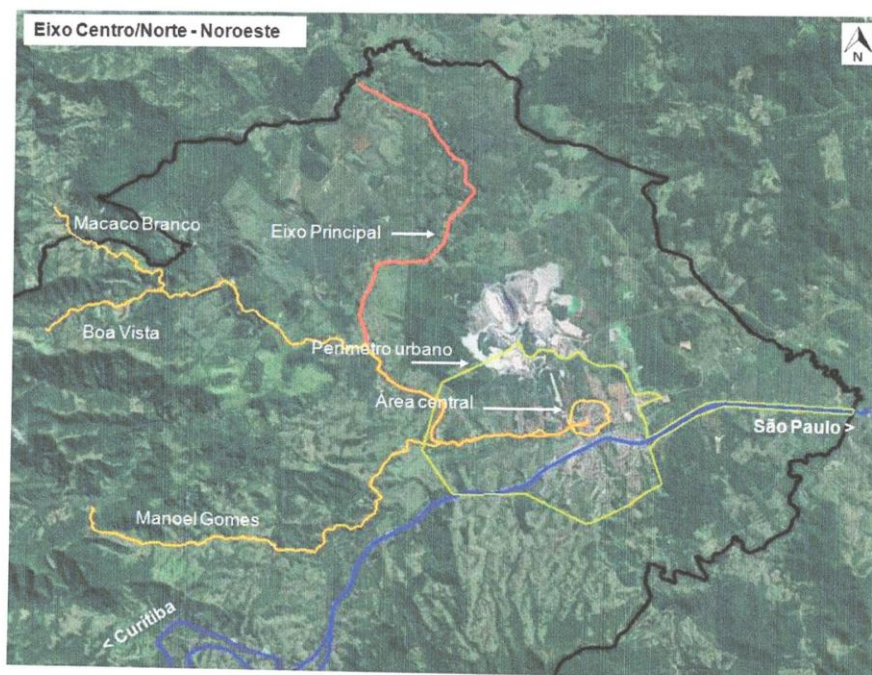 Eixo Centro/Norte - Noroeste
N
Macaco Branco
Eixo Principal
Boa Vista
Perímetro urbano
Área central
São Paulo >
Manoel Gomes
< Curitiba